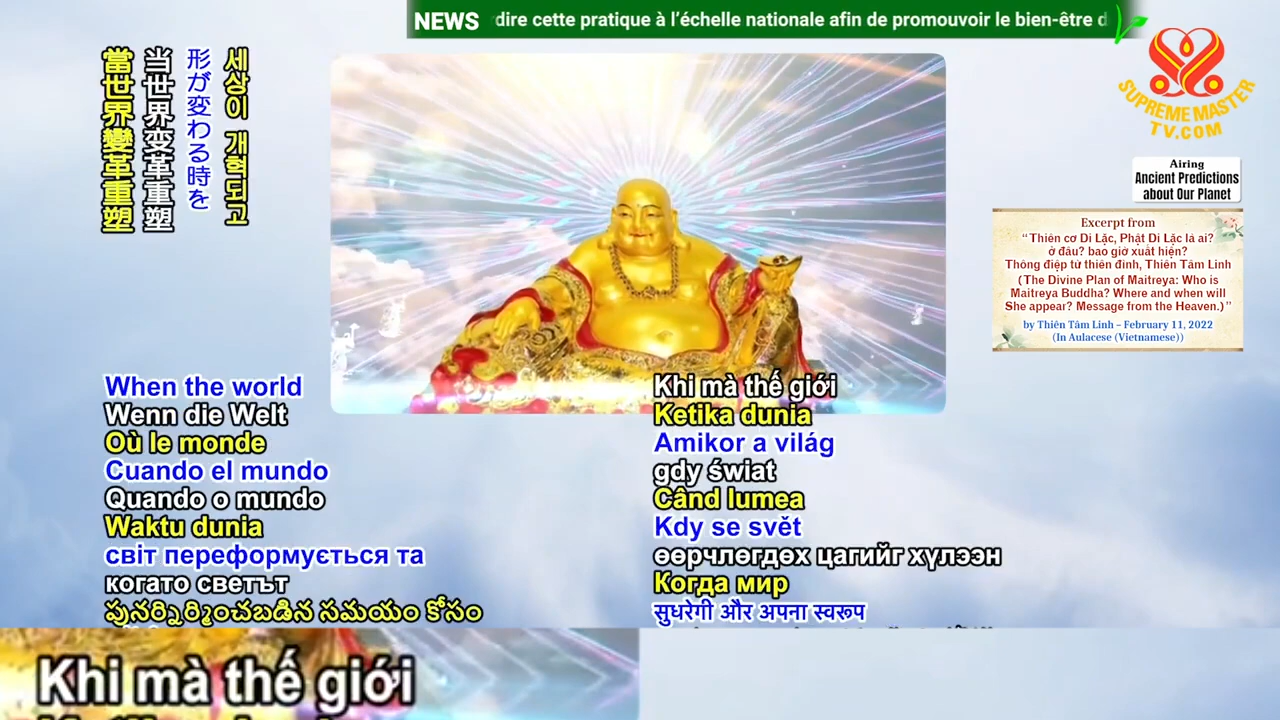 NEWS dire cette pratique à l'échelle nationale afin de promouvoir le bien-être d
SUPREME MASTER
TV.COM
Airing
Ancient Predictions
about Our Planet
Excerpt from
“Thiên cơ Di Lặc, Phật Di Lặc là ai?
ở đâu? bao giờ xuất hiện?
Thông điệp từ thiên đình, Thiên Tâm Linh
(The Divine Plan of Maitreya: Who is
Maitreya Buddha? Where and when will
She appear? Message from the Heaven.)”
by Thiên Tâm Linh – February 11, 2022
(In Aulacese (Vietnamese))
세상이 개혁되고
形が変わる時を
当世界变革重塑
當世界變革重塑
When the world
Wenn die Welt
Où le monde
Cuando el mundo
Quando o mundo
Waktu dunia
світ переформується та
когато светът
పునర్నిర్మించబడిన సమయం కోసం
Khi mà thế giới
Ketika dunia
Amikor a világ
gdy świat
Când lumea
Kdy se svět
өөрчлөгдөх цагийг хүлээн
Когда мир
सुधरेगी और अपना स्वरूप
Khi mà thế giới